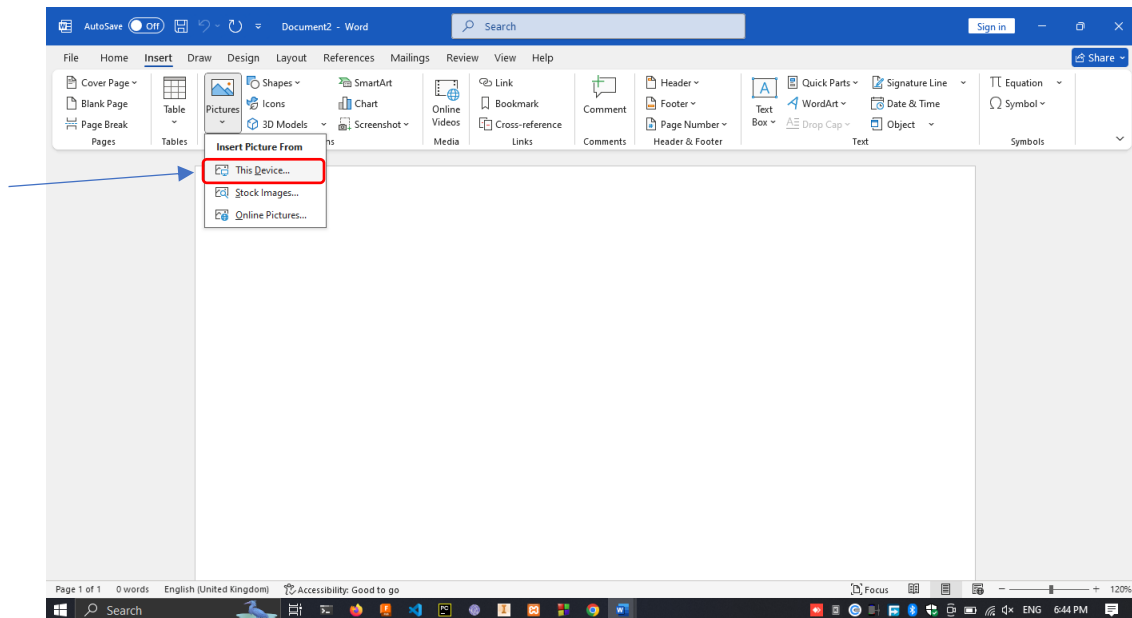 AutoSave Off Document2 - Word Search Sign in
File Home Insert Draw Design Layout References Mailings Review View Help Share
Cover Page
Blank Page
Page Break
Pages
Table
Tables
Pictures
Shapes
Icons
3D Models
SmartArt
Chart
Screenshot
ns
Online
Videos
Media
Link
Bookmark
Cross-reference
Links
Comment
Comments
Header
Footer
Page Number
Header & Footer
Text
Box
Quick Parts
WordArt
Drop Cap
Signature Line
Date & Time
Object
Text
Equation
Symbol
Symbols
Insert Picture From
This Device...
Stock Images...
Online Pictures...
Page 1 of 1 0 words English (United Kingdom) Accessibility: Good to go Focus 120%
Search ENG 6:44 PM